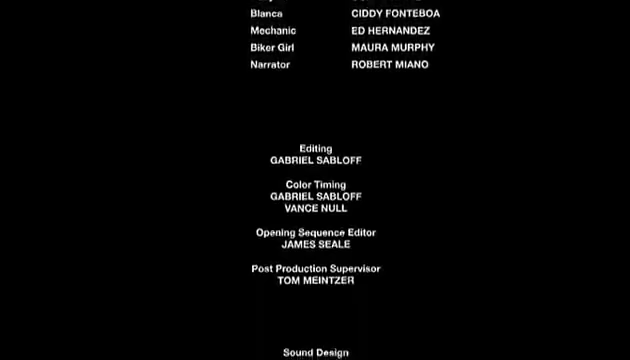 Blanca CIDDY FONTEBOA
Mechanic ED HERNANDEZ
Biker Girl MAURA MURPHY
Narrator ROBERT MIANO
Editing
GABRIEL SABLOFF
Color Timing
GABRIEL SABLOFF
VANCE NULL
Opening Sequence Editor
JAMES SEALE
Post Production Supervisor
TOM MEINTZER
Sound Design